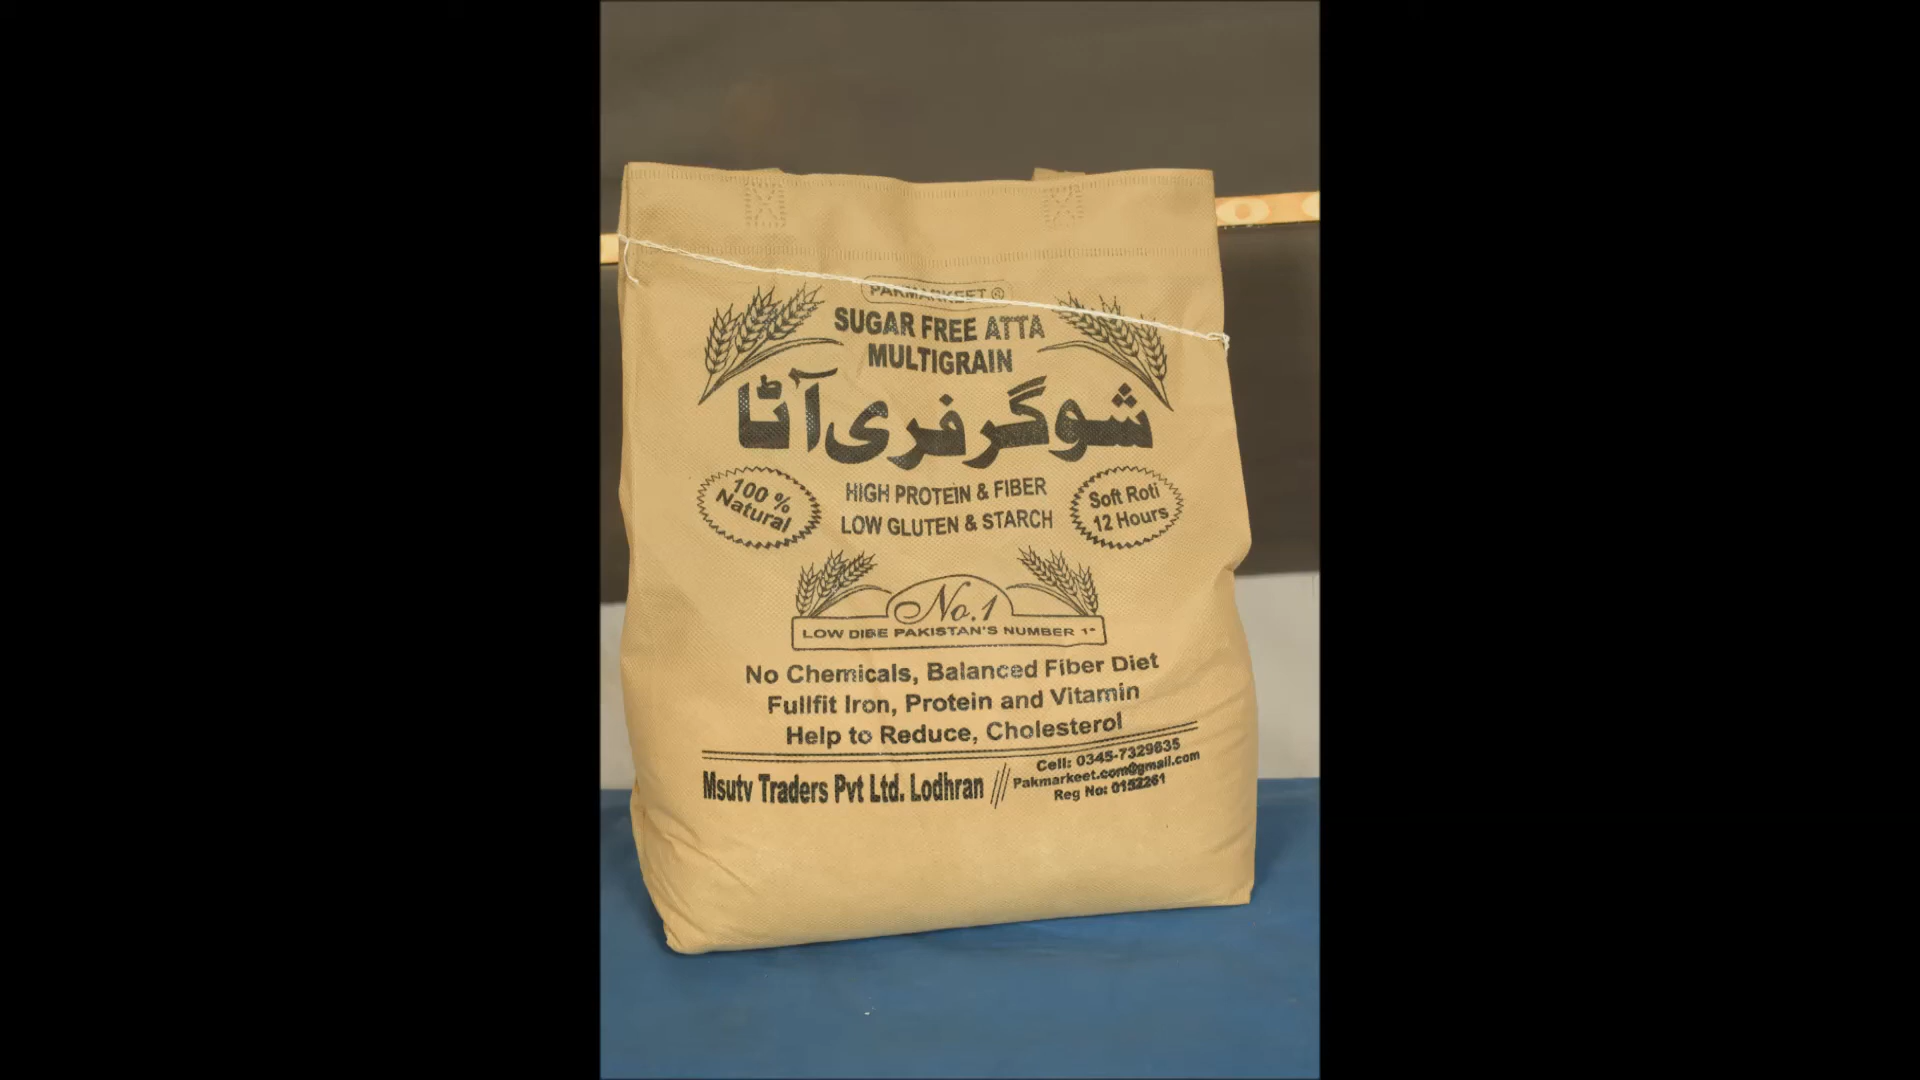 PAKMARKEET ®
SUGAR FREE ATTA
MULTIGRAIN
شوگر فری آٹا
100 %
Natural
HIGH PROTEIN & FIBER
LOW GLUTEN & STARCH
Soft Roti
12 Hours
No.1
LOW DIBE PAKISTAN'S NUMBER 1"
No Chemicals, Balanced Fiber Diet
Fullfit Iron, Protein and Vitamin
Help to Reduce, Cholesterol
Msutv Traders Pvt Ltd. Lodhran
Cell: 0345-7329635
Pakmarkeet.com@gmail.com
Reg No: 0152261